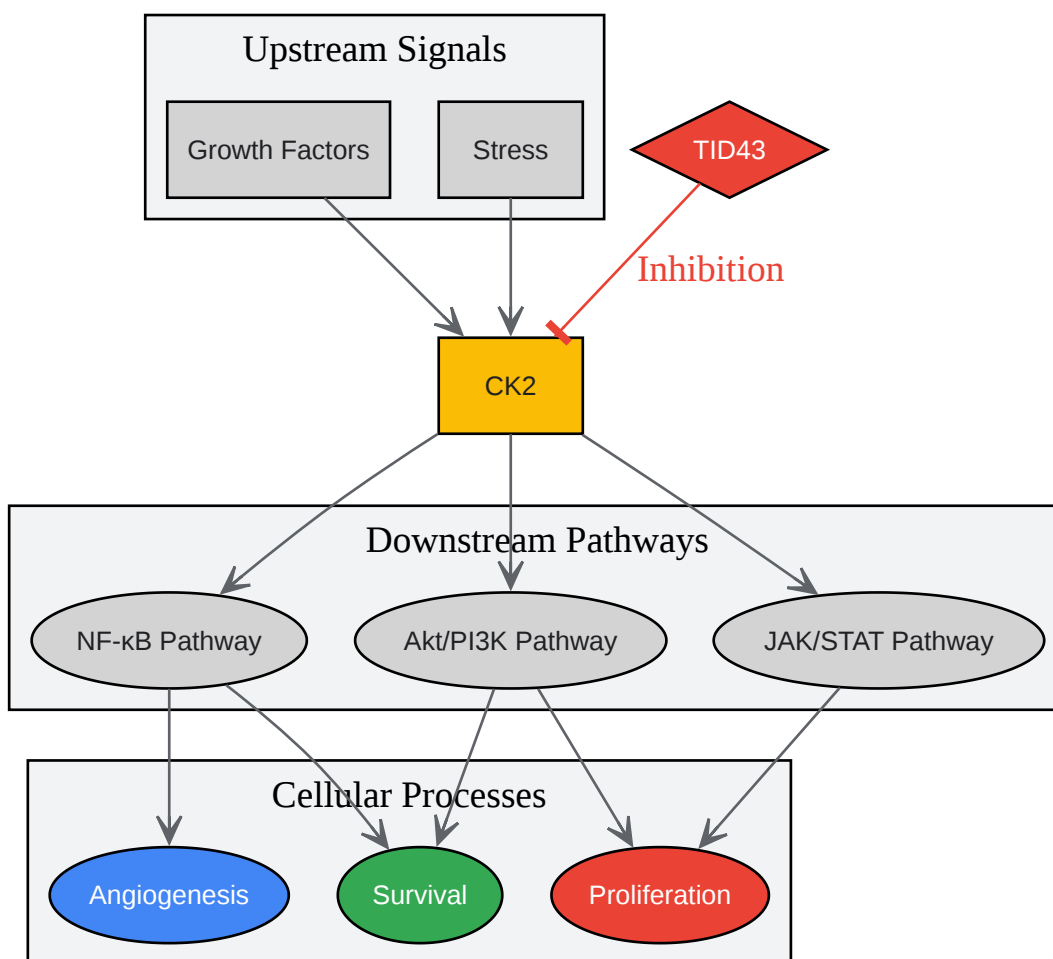 Upstream Signals
Growth Factors
Stress
TID43
Inhibition
CK2
Downstream Pathways
NF-κB Pathway
Akt/PI3K Pathway
JAK/STAT Pathway
Cellular Processes
Angiogenesis
Survival
Proliferation